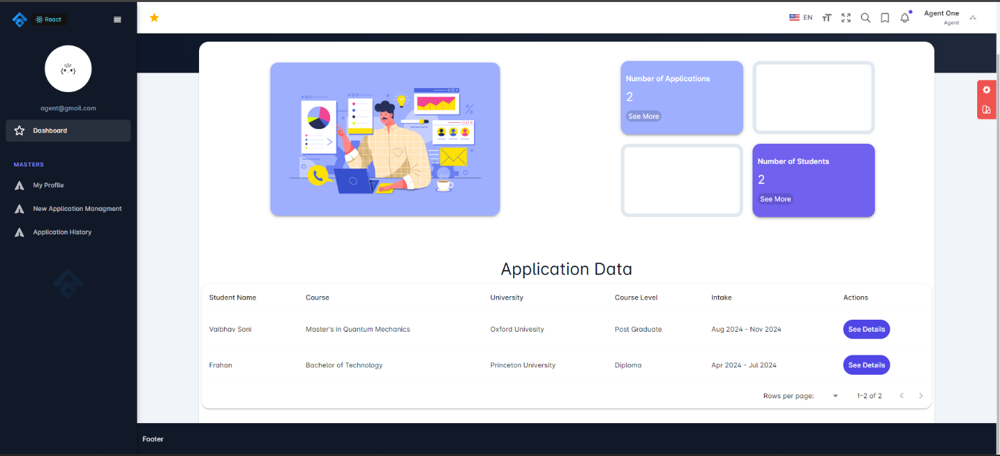 React
EN
Agent One
Agent
agent@gmail.com
Dashboard
MASTERS
My Profile
New Application Managment
Application History
Number of Applications
2
See More
Number of Students
2
See More
Application Data
Student Name Course University Course Level Intake Actions
Vaibhav Soni Master's in Quantum Mechanics Oxford Univesity Post Graduate Aug 2024 - Nov 2024 See Details
Frahan Bachelor of Technology Princeton University Diploma Apr 2024 - Jul 2024 See Details
Rows per page: 1–2 of 2
Footer